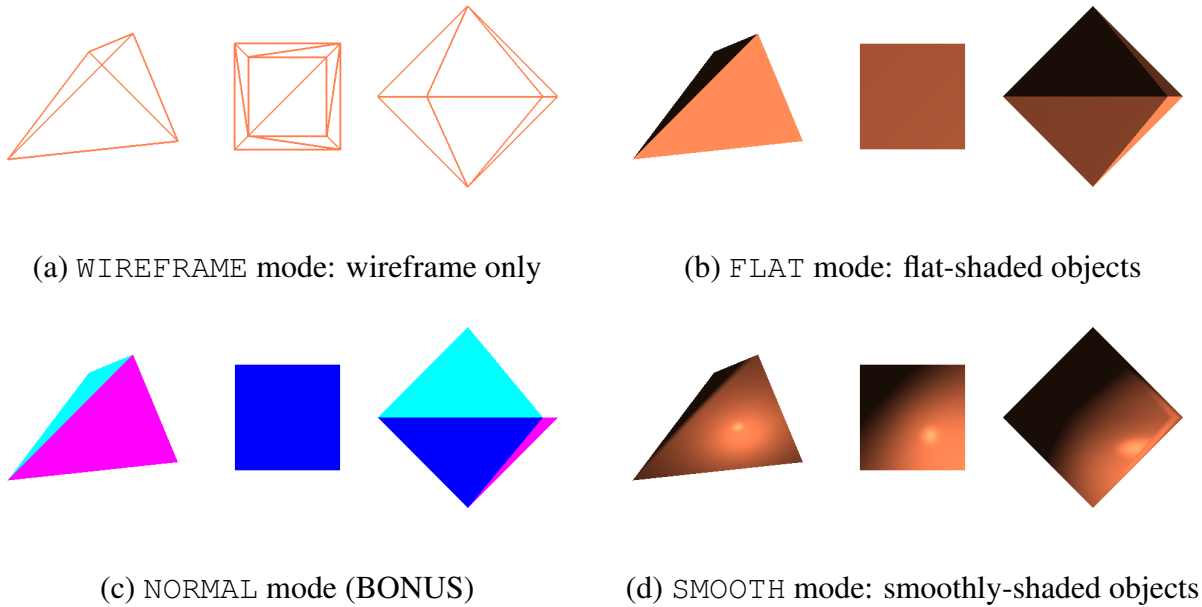 (a) WIREFRAME mode: wireframe only
(b) FLAT mode: flat-shaded objects
(c) NORMAL mode (BONUS)
(d) SMOOTH mode: smoothly-shaded objects